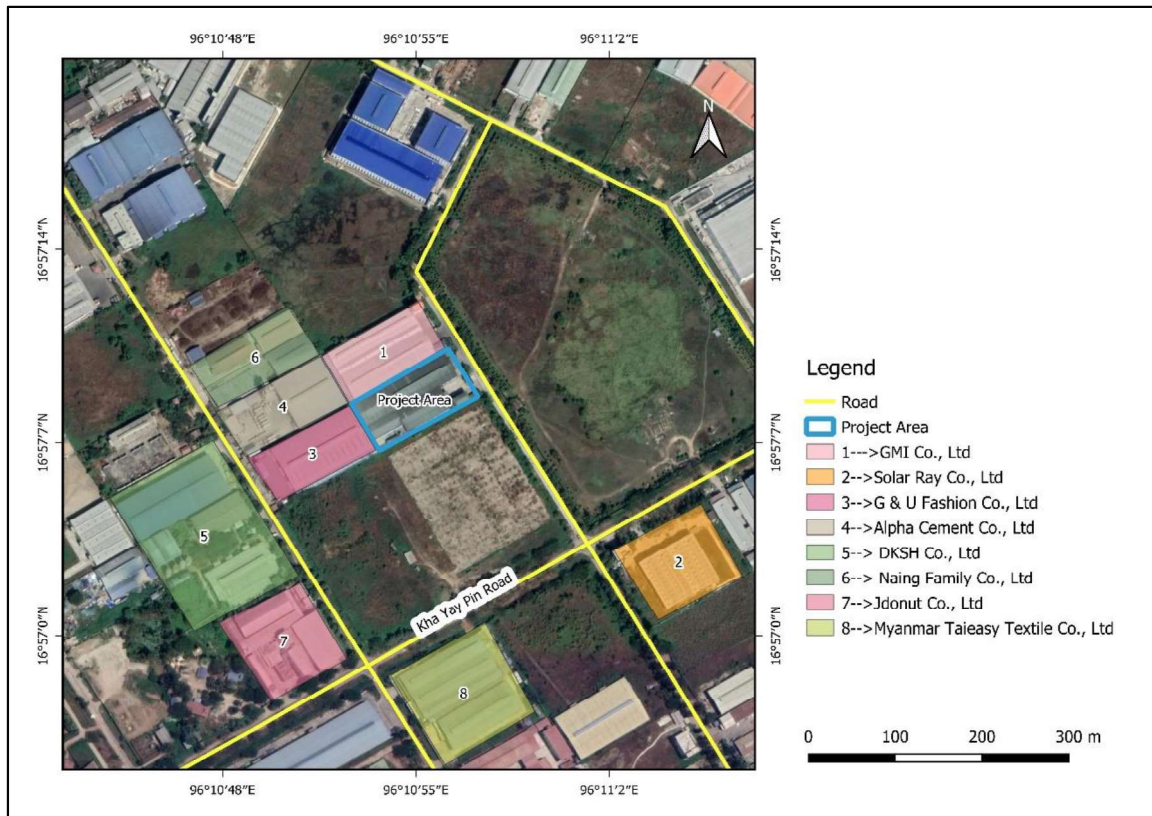 96°10'48"E
96°10'55"E
96°11'2"E
N
16°57'14"N
16°57'14"N
1
6
Project Area
4
3
16°57'7"N
16°57'7"N
5
2
Kha Yay Pin Road
7
16°57'0"N
16°57'0"N
8
96°10'48"E
96°10'55"E
96°11'2"E
Legend
Road
Project Area
1--->GMI Co., Ltd
2-->Solar Ray Co., Ltd
3-->G & U Fashion Co., Ltd
4-->Alpha Cement Co., Ltd
5--> DKSH Co., Ltd
6--> Naing Family Co., Ltd
7-->Jdonut Co., Ltd
8-->Myanmar Taieasy Textile Co., Ltd
0 100 200 300 m